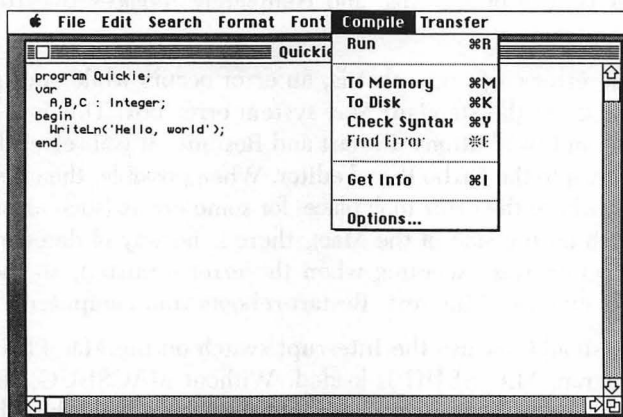 File Edit Search Format Font Compile Transfer
Quickie
program Quickie;
var
A,B,C : Integer;
begin
WriteLn('Hello, world');
end.
Run ⌘R
To Memory ⌘M
To Disk ⌘K
Check Syntax ⌘Y
Find Error ⌘E
Get Info ⌘I
Options...